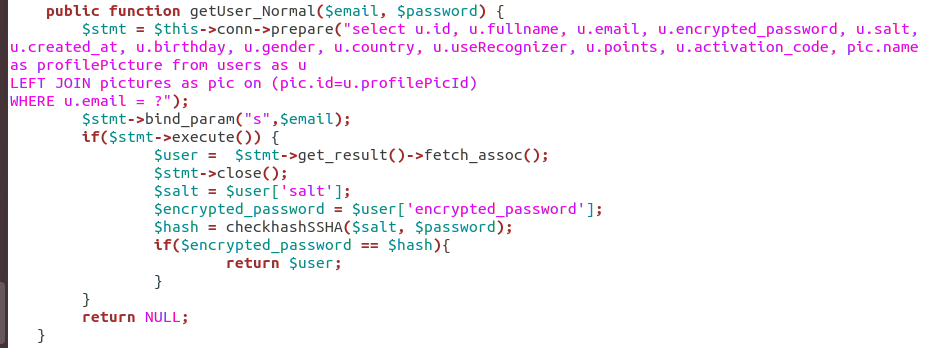 public function getUser_Normal($email, $password) {
$stmt = $this->conn->prepare("select u.id, u.fullname, u.email, u.encrypted_password, u.salt,
u.created_at, u.birthday, u.gender, u.country, u.useRecognizer, u.points, u.activation_code, pic.name
as profilePicture from users as u
LEFT JOIN pictures as pic on (pic.id=u.profilePicId)
WHERE u.email = ?");
$stmt->bind_param("s",$email);
if($stmt->execute()) {
$user =  $stmt->get_result()->fetch_assoc();
$stmt->close();
$salt = $user['salt'];
$encrypted_password = $user['encrypted_password'];
$hash = checkhashSSHA($salt, $password);
if($encrypted_password == $hash){
return $user;
}
}
return NULL;
}